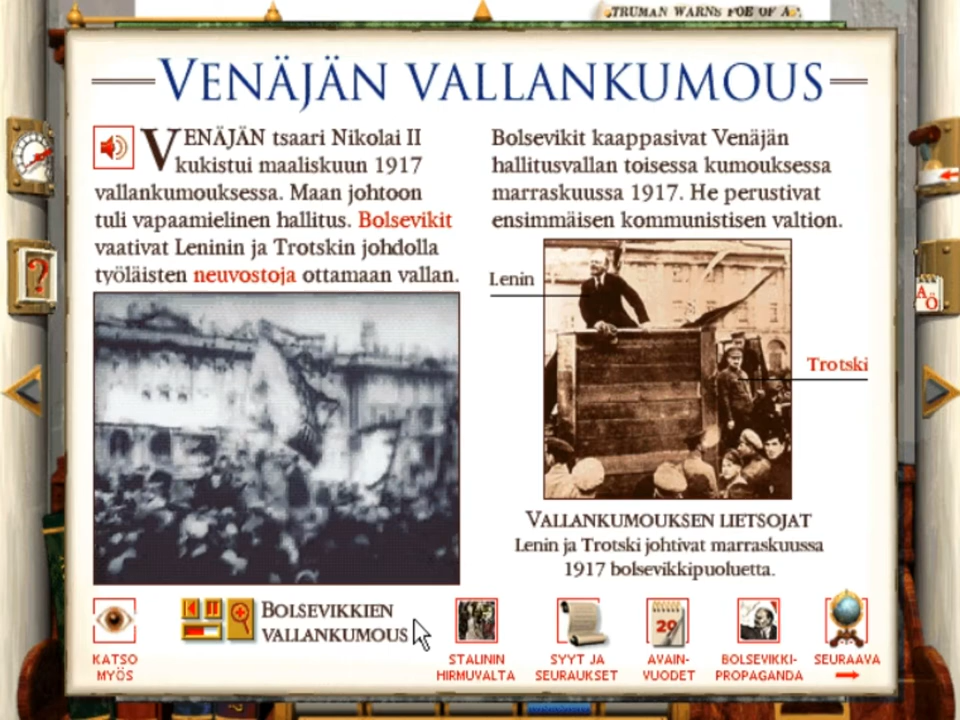 TRUMAN WARNS FOE OF A
VENÄJÄN VALLANKUMOUS
VENÄJÄN tsaari Nikolai II
kukistui maaliskuun 1917
vallankumouksessa. Maan johtoon
tuli vapaamielinen hallitus. Bolsevikit
vaativat Leninin ja Trotskin johdolla
työläisten neuvostoja ottamaan vallan.
Bolsevikit kaappasivat Venäjän
hallitusvallan toisessa kumouksessa
marraskuussa 1917. He perustivat
ensimmäisen kommunistisen valtion.
Lenin
Trotski
VALLANKUMOUKSEN LIETSOJAT
Lenin ja Trotski johtivat marraskuussa
1917 bolsevikkipuoluetta.
?
A
Ö
BOLSEVIKKIEN
VALLANKUMOUS
29
KATSO
MYÖS
STALININ
HIRMUVALTA
SYYT JA
SEURAUKSET
AVAIN-
VUODET
BOLSEVIKKI-
PROPAGANDA
SEURAAVA